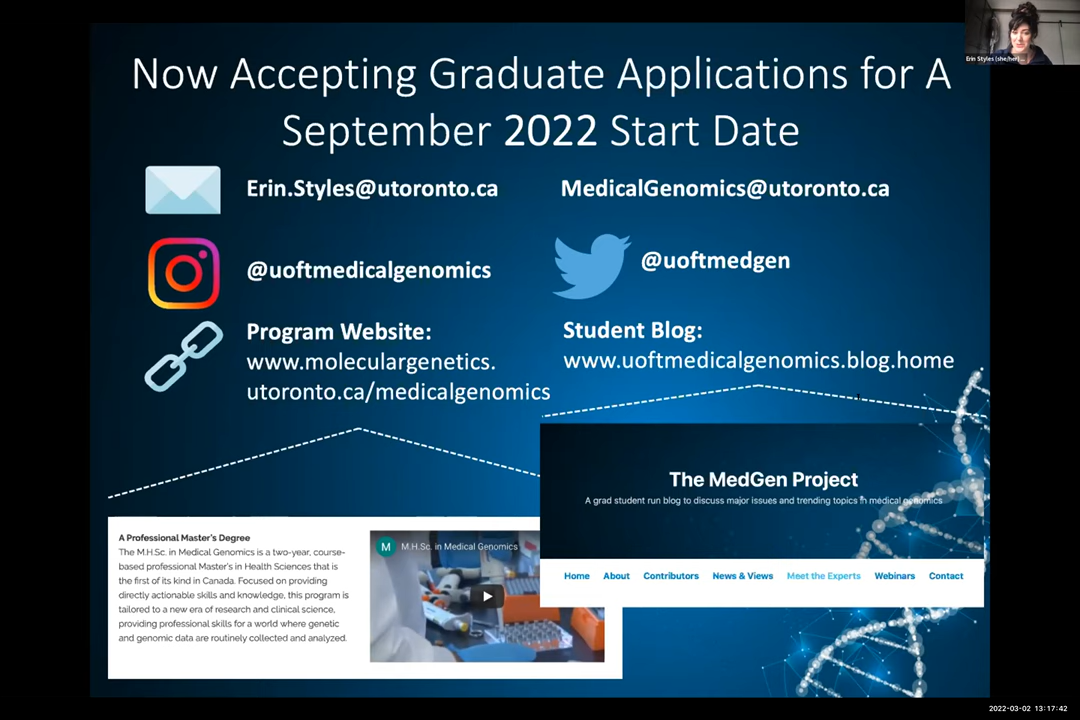 Erin Styles (she/her)...
Now Accepting Graduate Applications for A
September 2022 Start Date
Erin.Styles@utoronto.ca
MedicalGenomics@utoronto.ca
@uoftmedicalgenomics
@uoftmedgen
Program Website:
www.moleculargenetics.
utoronto.ca/medicalgenomics
Student Blog:
www.uoftmedicalgenomics.blog.home
A Professional Master's Degree
The M.H.Sc. in Medical Genomics is a two-year, course-
based professional Master's in Health Sciences that is
the first of its kind in Canada. Focused on providing
directly actionable skills and knowledge, this program is
tailored to a new era of research and clinical science,
providing professional skills for a world where genetic
and genomic data are routinely collected and analyzed.
M M.H.Sc. in Medical Genomics
The MedGen Project
A grad student run blog to discuss major issues and trending topics in medical genomics
Home About Contributors News & Views Meet the Experts Webinars Contact
2022-03-02 13:17:42